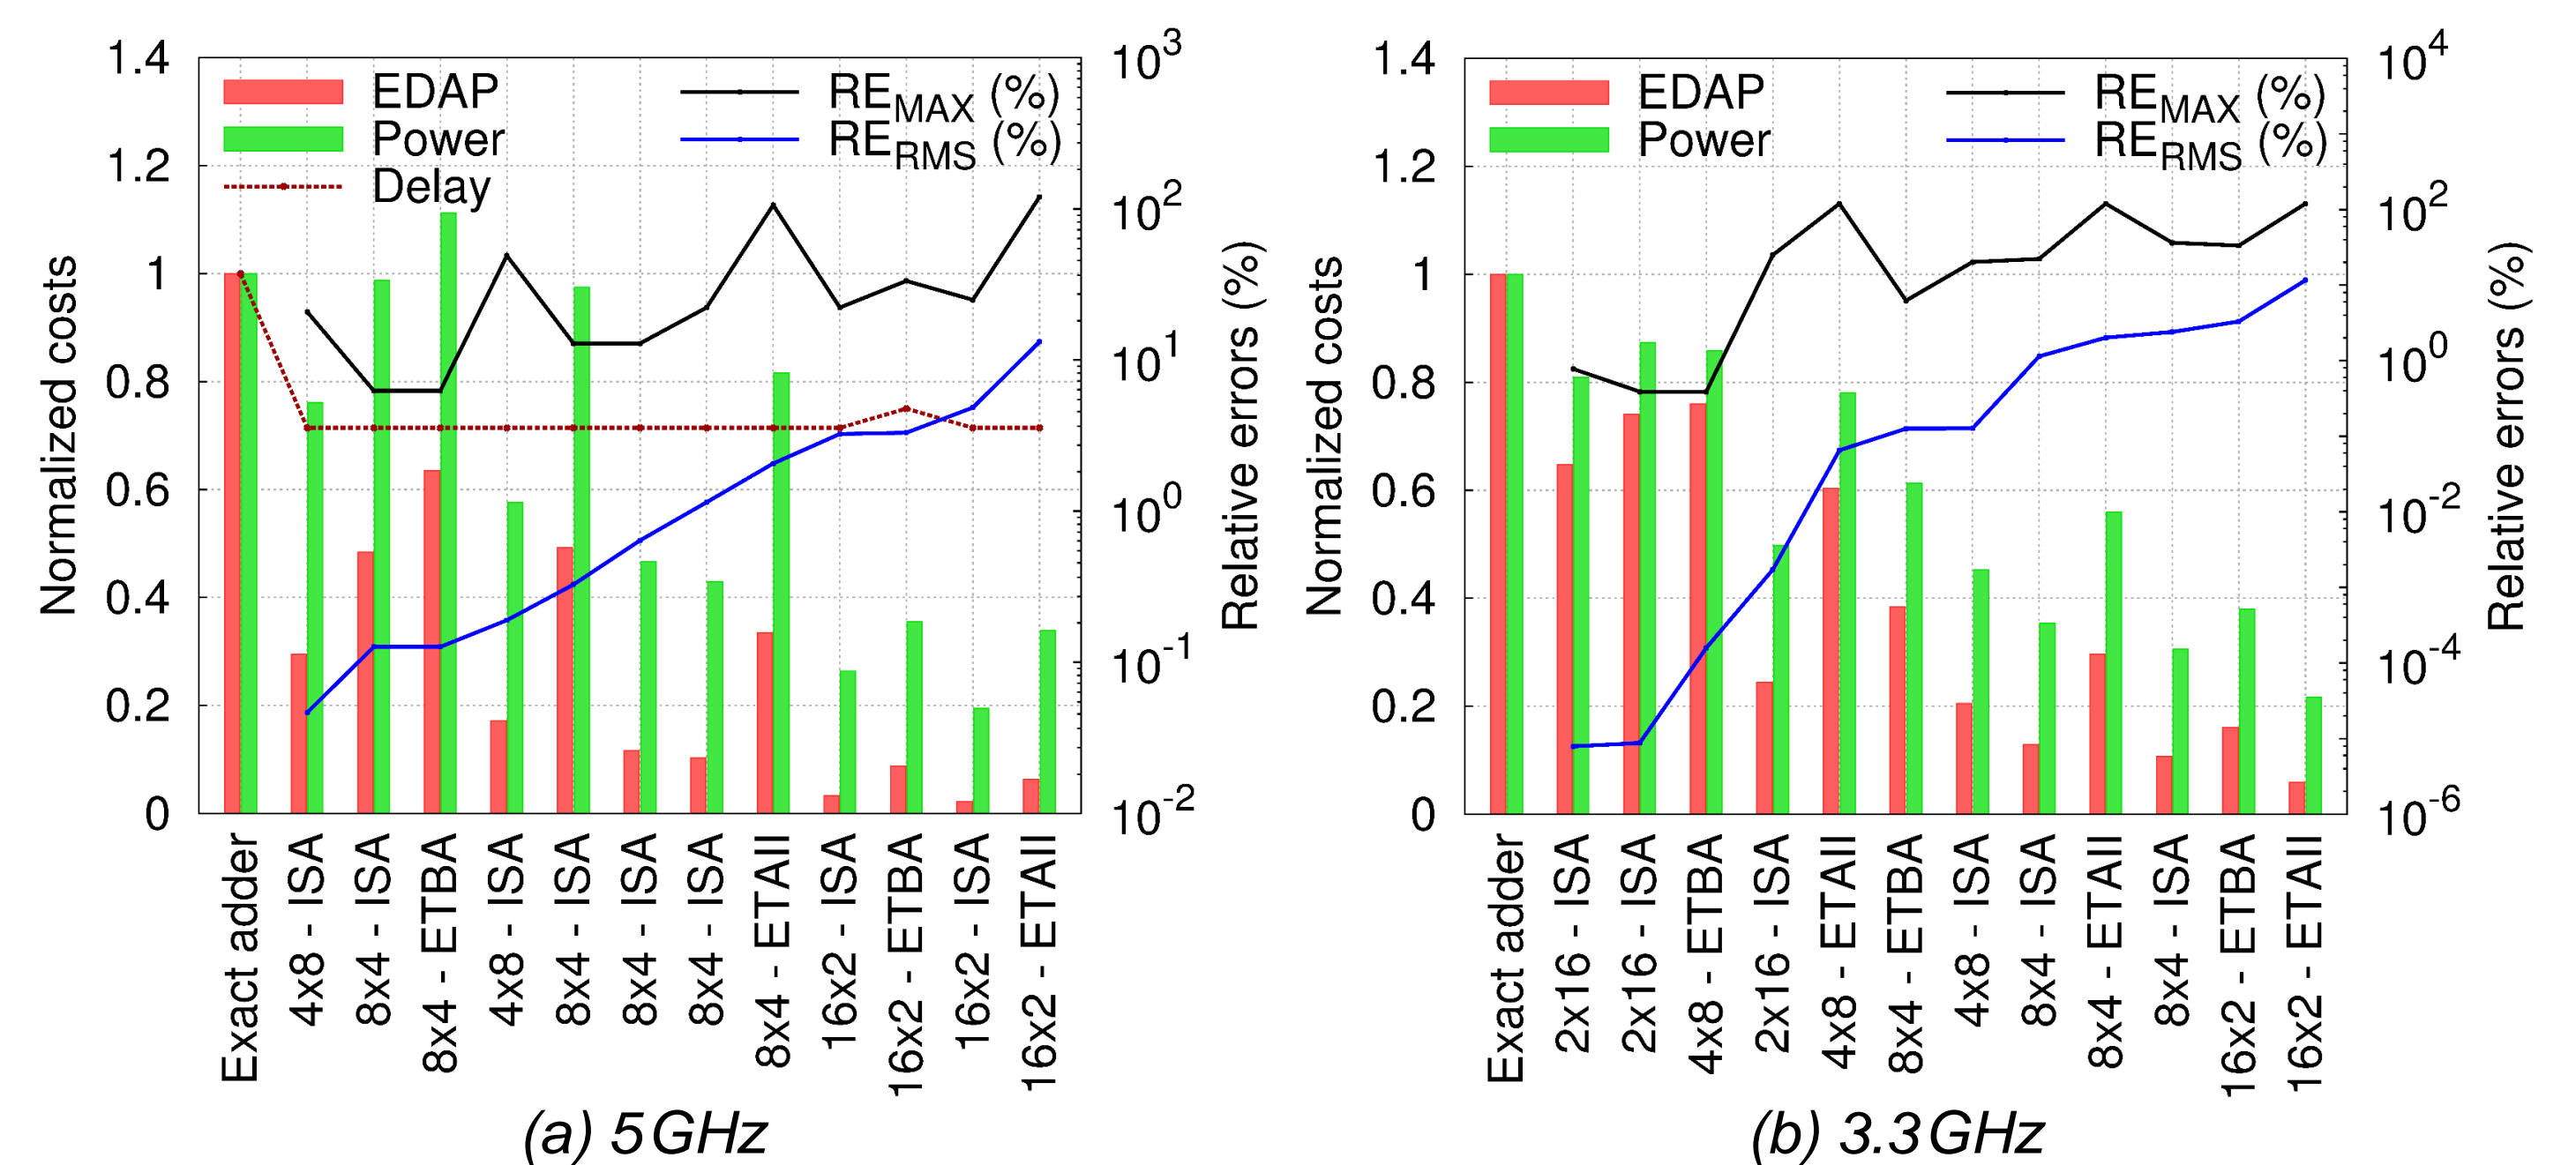 EDAP
Power
Delay
RE_MAX (%)
RE_RMS (%)
Normalized costs
1.4
1.2
1
0.8
0.6
0.4
0.2
0
10^3
10^2
10^1
10^0
10^-1
10^-2
Relative errors (%)
Exact adder
4x8 - ISA
8x4 - ISA
8x4 - ETBA
4x8 - ISA
8x4 - ISA
8x4 - ISA
8x4 - ISA
8x4 - ETAII
16x2 - ISA
16x2 - ETBA
16x2 - ISA
16x2 - ETAII
(a) 5GHz
EDAP
Power
RE_MAX (%)
RE_RMS (%)
Normalized costs
1.4
1.2
1
0.8
0.6
0.4
0.2
0
10^4
10^2
10^0
10^-2
10^-4
10^-6
Relative errors (%)
Exact adder
2x16 - ISA
2x16 - ISA
4x8 - ETBA
2x16 - ISA
4x8 - ETAII
8x4 - ETBA
4x8 - ISA
8x4 - ISA
8x4 - ETAII
8x4 - ISA
16x2 - ETBA
16x2 - ETAII
(b) 3.3GHz